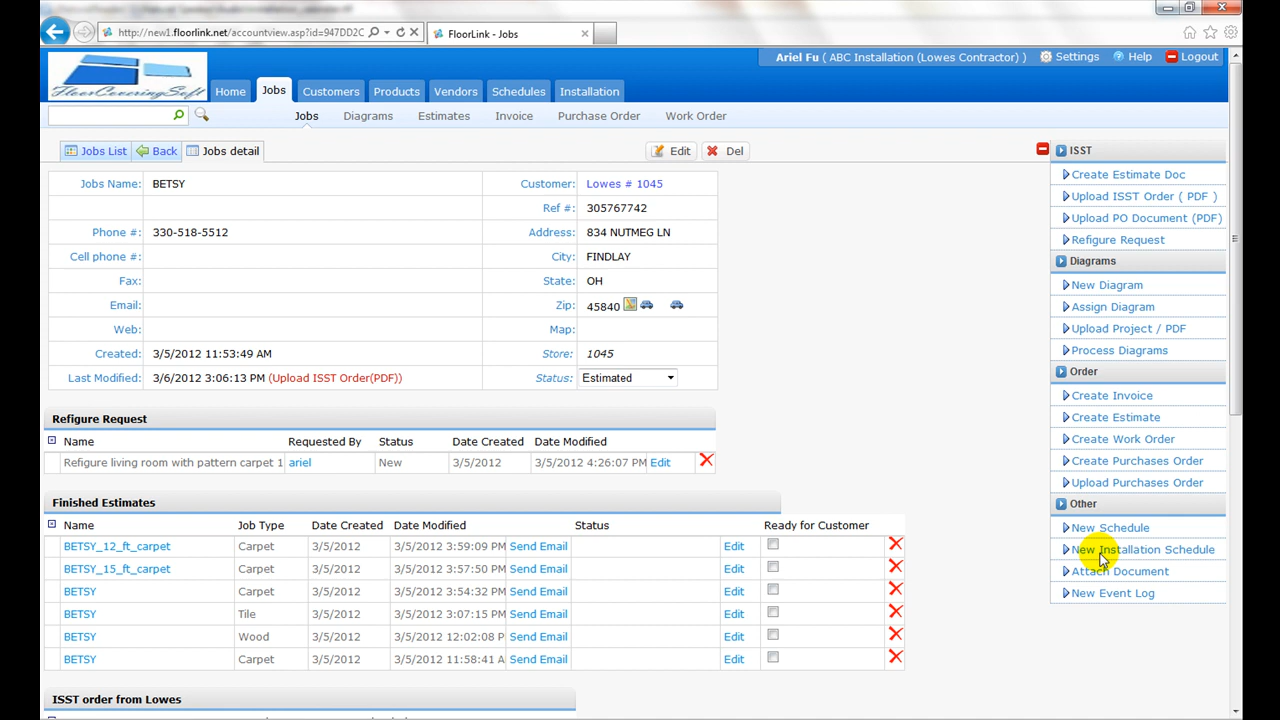 http://new1.floorlink.net/accountview.asp?id=947DD2C
FloorLink - Jobs
FloorCoveringSoft
Ariel Fu ( ABC Installation (Lowes Contractor) )
Settings
Help
Logout
Home
Jobs
Customers
Products
Vendors
Schedules
Installation
Jobs
Diagrams
Estimates
Invoice
Purchase Order
Work Order
Jobs List
Back
Jobs detail
Edit
Del
Jobs Name: BETSY Customer: Lowes # 1045
Ref #: 305767742
Phone #: 330-518-5512 Address: 834 NUTMEG LN
Cell phone #: City: FINDLAY
Fax: State: OH
Email: Zip: 45840
Web: Map:
Created: 3/5/2012 11:53:49 AM Store: 1045
Last Modified: 3/6/2012 3:06:13 PM (Upload ISST Order(PDF)) Status: Estimated
Refigure Request
Name Requested By Status Date Created Date Modified
Refigure living room with pattern carpet 1 ariel New 3/5/2012 3/5/2012 4:26:07 PM Edit
Finished Estimates
Name Job Type Date Created Date Modified Status Ready for Customer
BETSY_12_ft_carpet Carpet 3/5/2012 3/5/2012 3:59:09 PM Send Email Edit
BETSY_15_ft_carpet Carpet 3/5/2012 3/5/2012 3:57:50 PM Send Email Edit
BETSY Carpet 3/5/2012 3/5/2012 3:54:32 PM Send Email Edit
BETSY Tile 3/5/2012 3/5/2012 3:07:15 PM Send Email Edit
BETSY Wood 3/5/2012 3/5/2012 12:02:08 P Send Email Edit
BETSY Carpet 3/5/2012 3/5/2012 11:58:41 A Send Email Edit
ISST order from Lowes
ISST
Create Estimate Doc
Upload ISST Order ( PDF )
Upload PO Document (PDF)
Refigure Request
Diagrams
New Diagram
Assign Diagram
Upload Project / PDF
Process Diagrams
Order
Create Invoice
Create Estimate
Create Work Order
Create Purchases Order
Upload Purchases Order
Other
New Schedule
New Installation Schedule
Attach Document
New Event Log